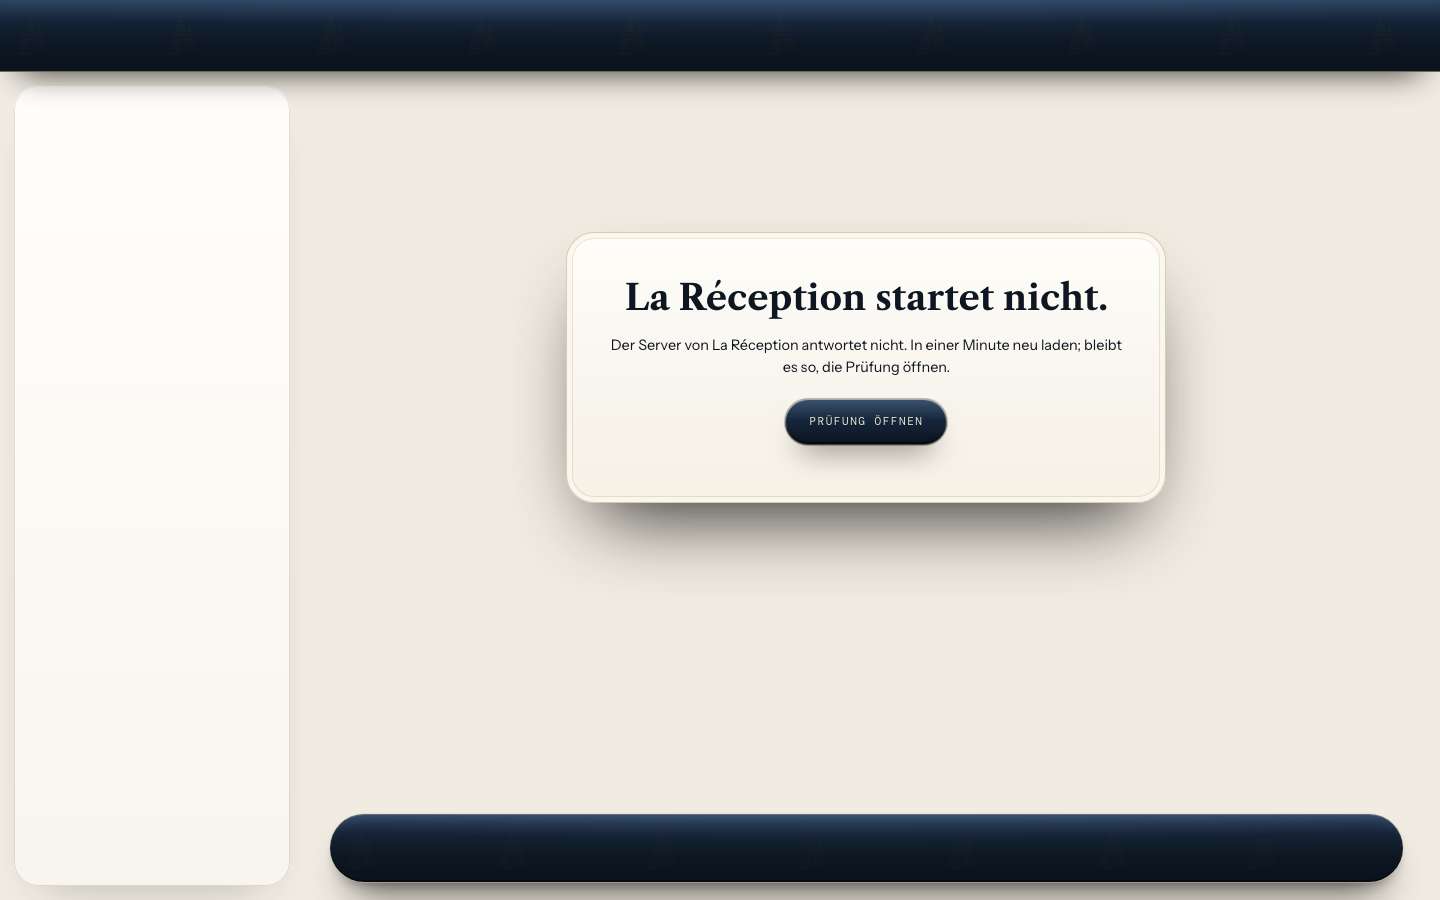 La Réception startet nicht.
Der Server von La Réception antwortet nicht. In einer Minute neu laden; bleibt
es so, die Prüfung öffnen.
PRÜFUNG ÖFFNEN